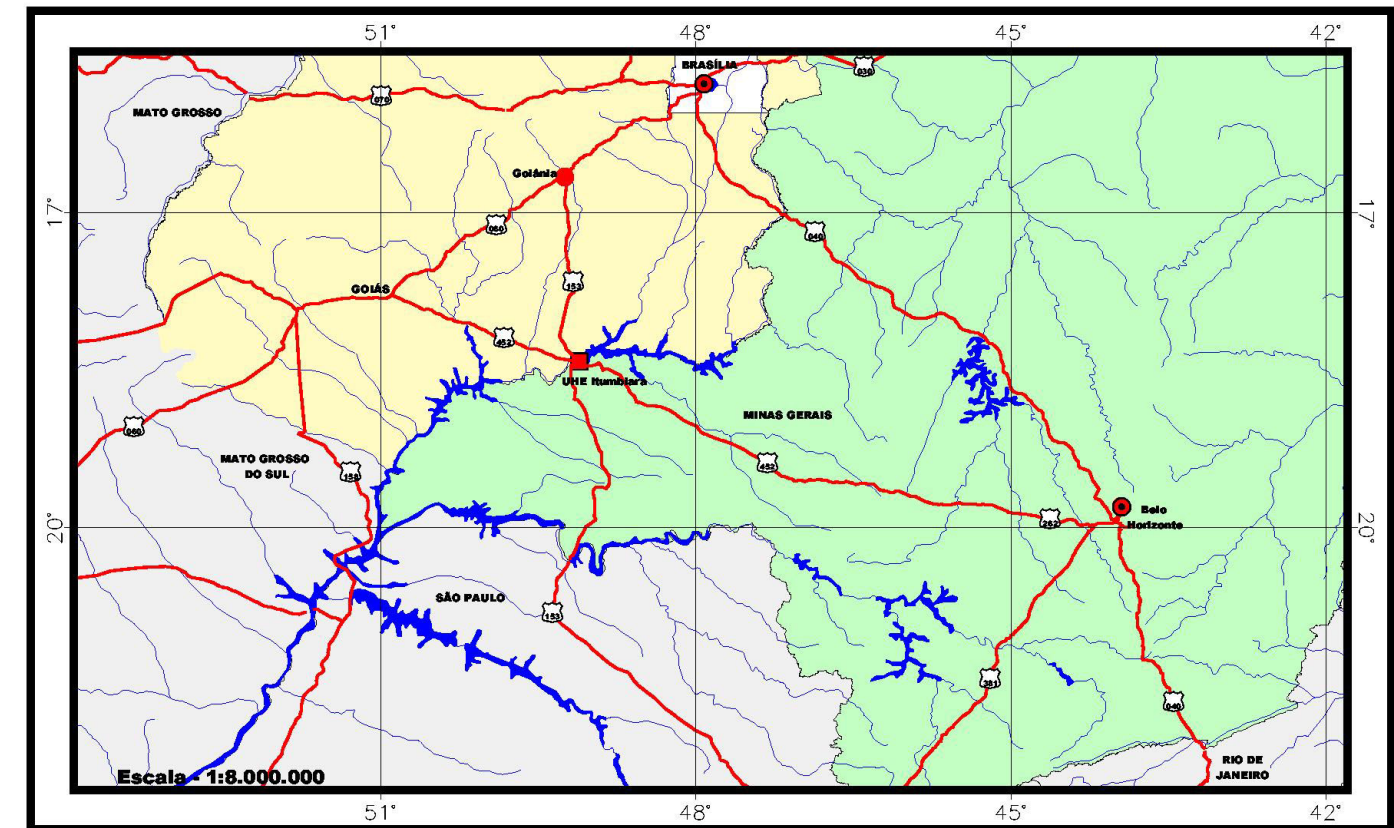 51°
48°
45°
42°
BRASÍLIA
030
070
MATO GROSSO
Goiânia
17°
17°
060
040
153
GOIÁS
452
UHE Itumbiara
MINAS GERAIS
060
MATO GROSSO
DO SUL
158
452
262
Belo
Horizonte
20°
20°
SÃO PAULO
153
381
040
RIO DE
JANEIRO
Escala - 1:8.000.000
51°
48°
45°
42°